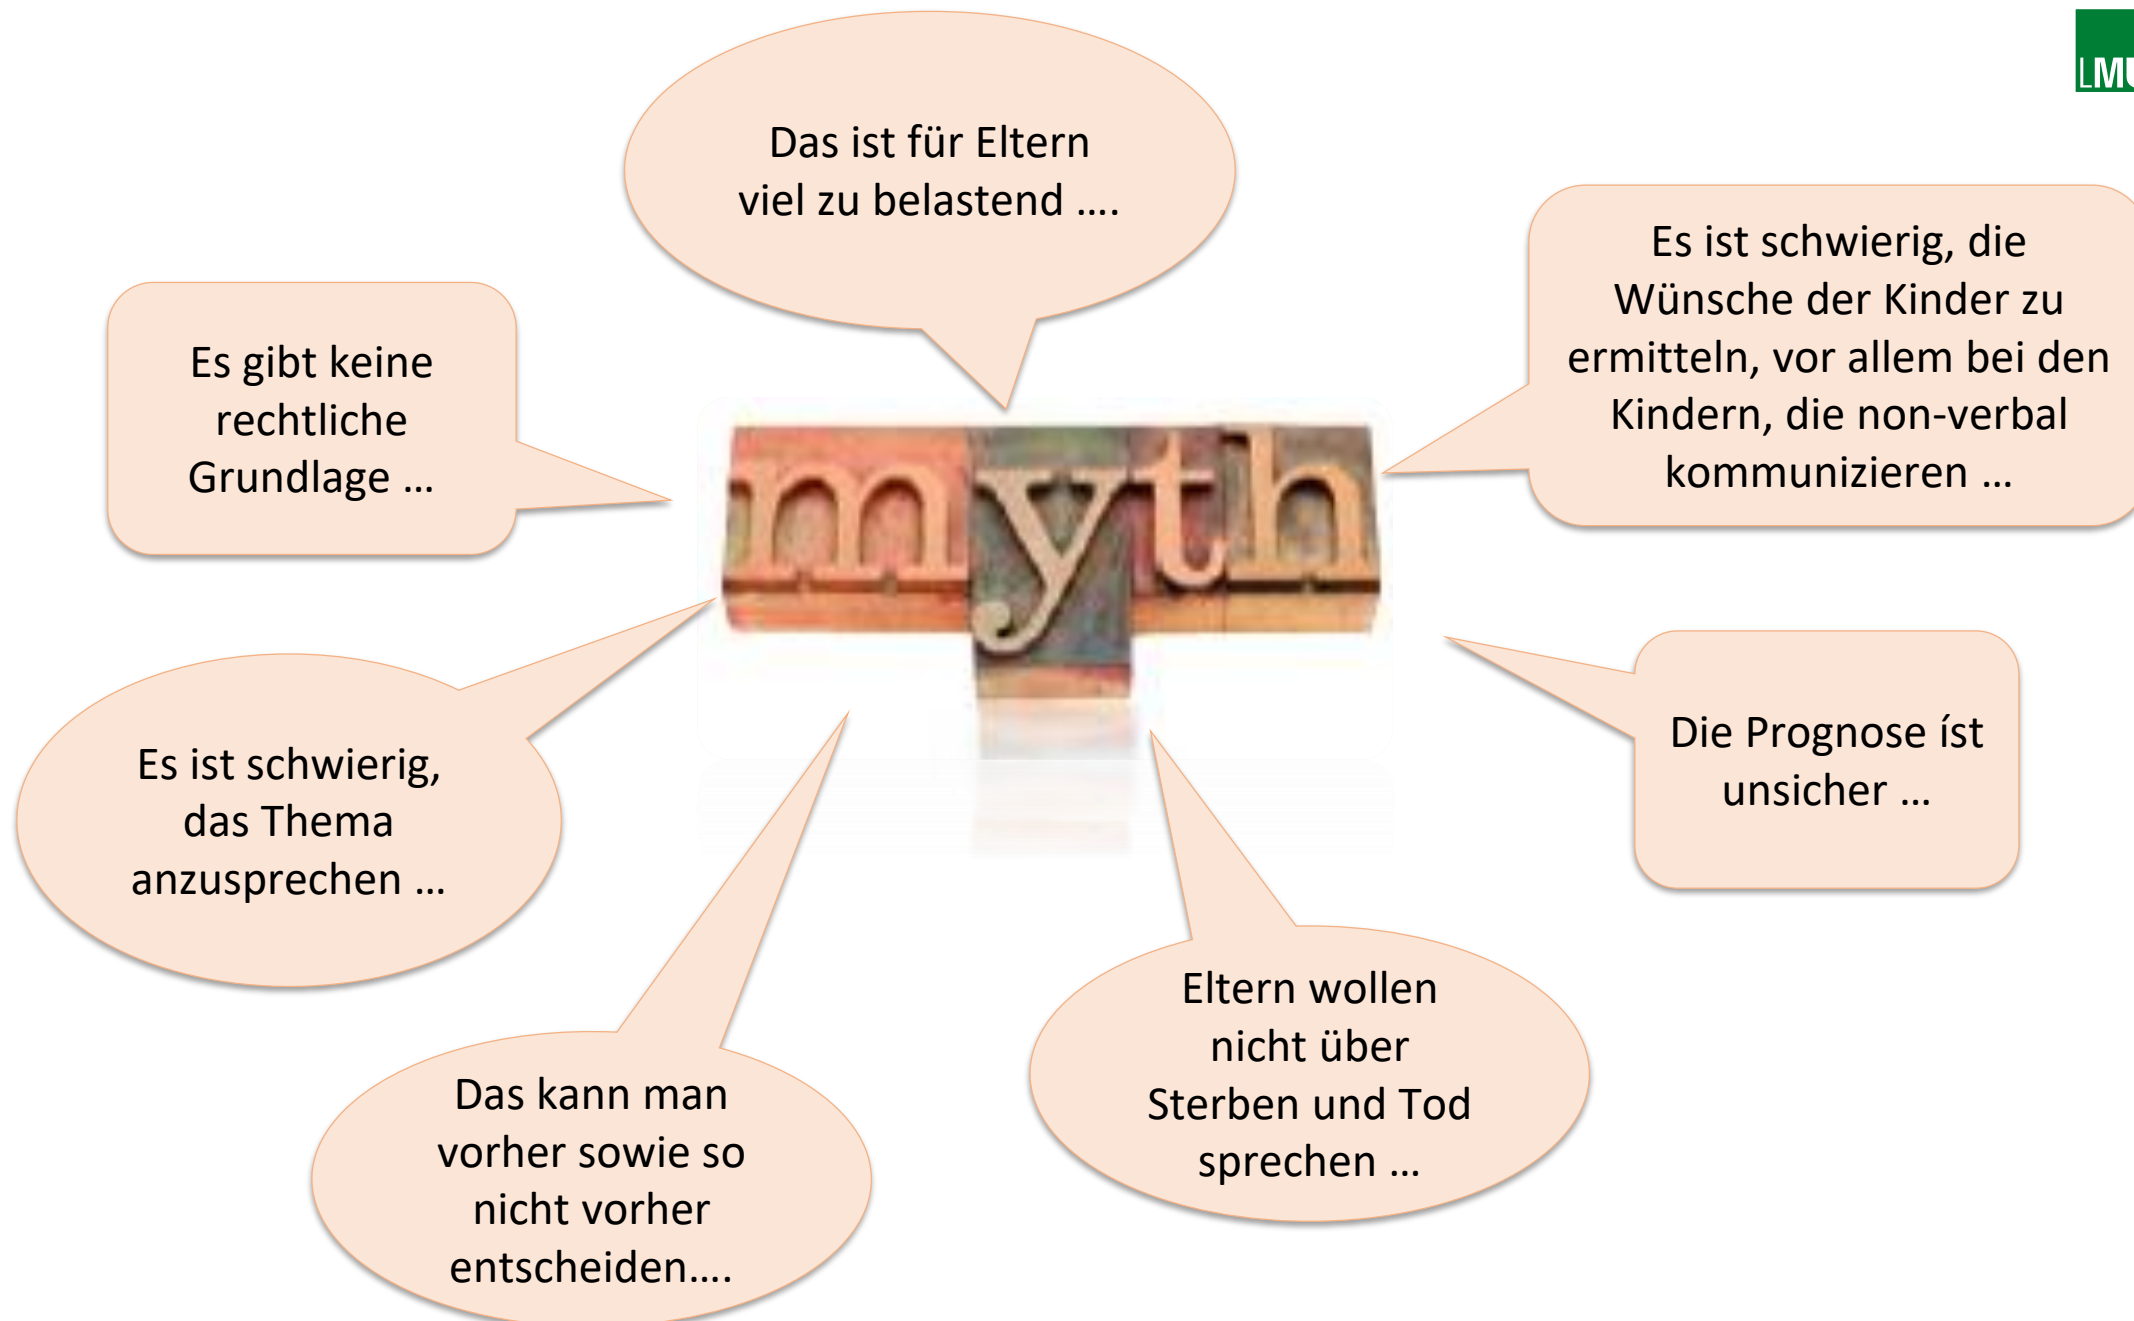 LMU
Das ist für Eltern
viel zu belastend ….
Es ist schwierig, die
Wünsche der Kinder zu
ermitteln, vor allem bei den
Kindern, die non-verbal
kommunizieren …
Es gibt keine
rechtliche
Grundlage …
myth
Die Prognose íst
unsicher …
Es ist schwierig,
das Thema
anzusprechen …
Eltern wollen
nicht über
Sterben und Tod
sprechen …
Das kann man
vorher sowie so
nicht vorher
entscheiden….